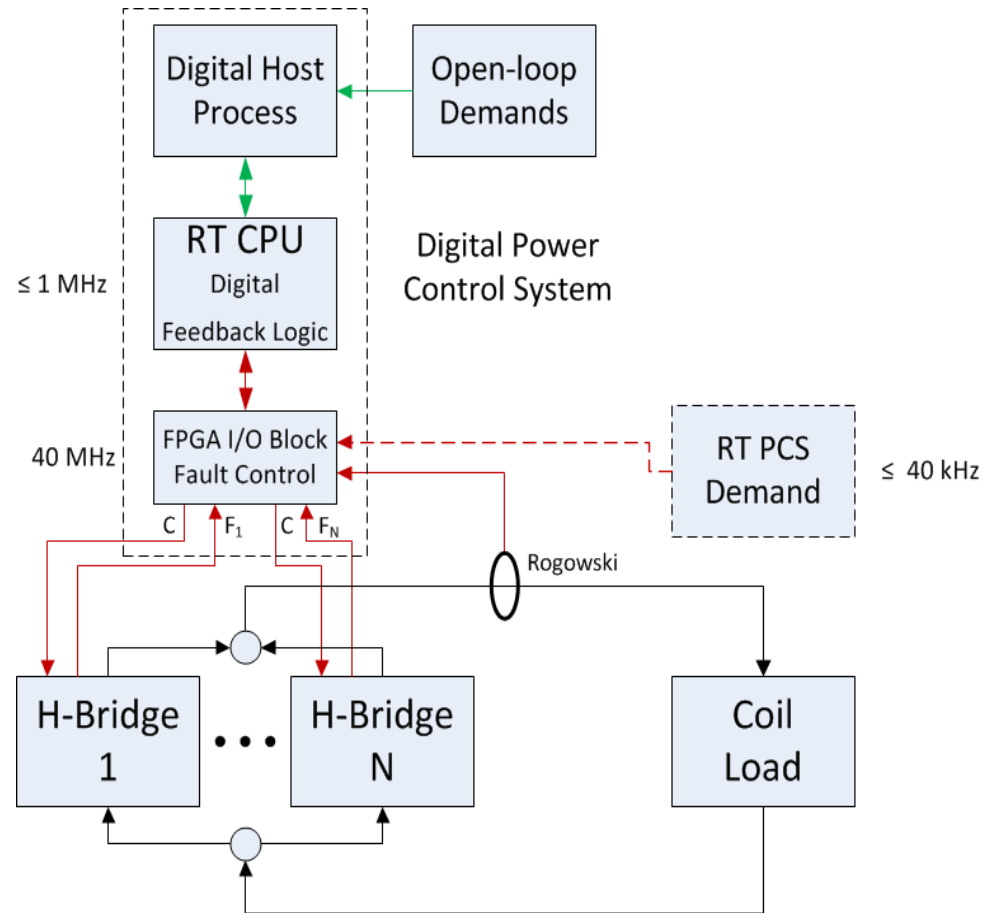 Digital Host
Process
Open-loop
Demands
RT CPU
Digital
Feedback Logic
≤ 1 MHz
Digital Power
Control System
FPGA I/O Block
Fault Control
40 MHz
RT PCS
Demand
≤ 40 kHz
C
F₁
C
F_N
Rogowski
H-Bridge
1
• • •
H-Bridge
N
Coil
Load